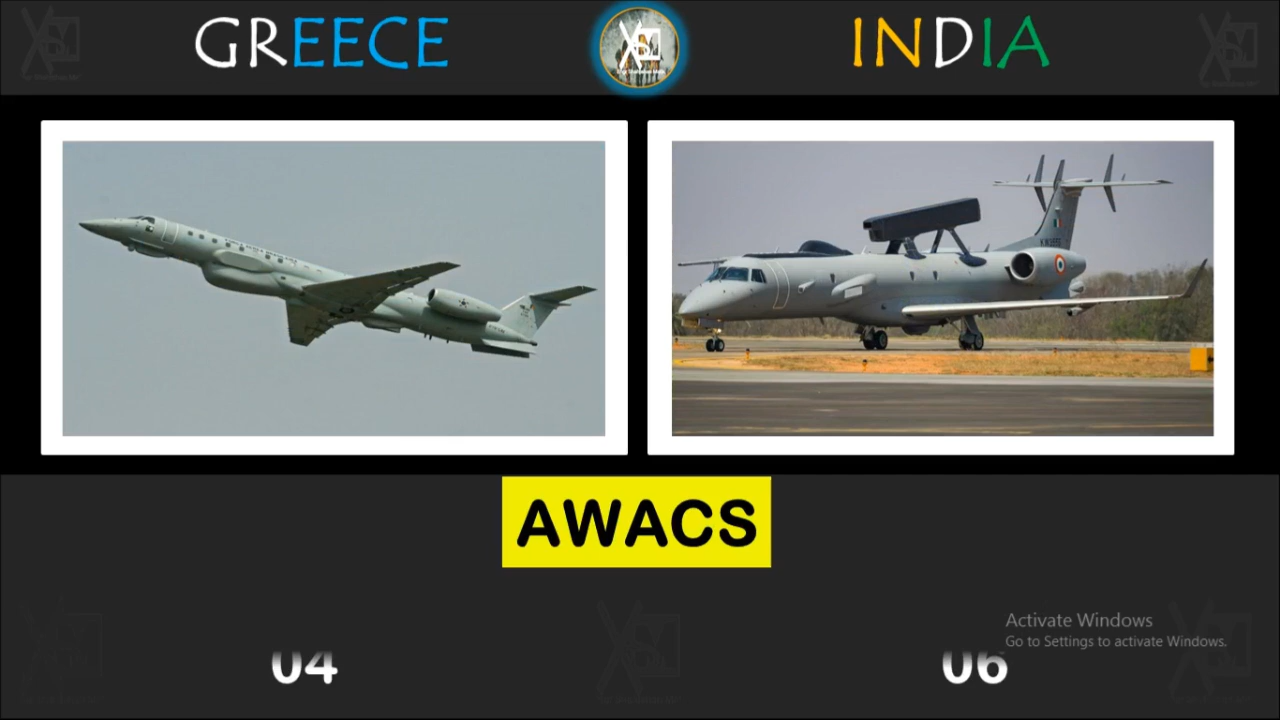 GREECE
INDIA
AWACS
Activate Windows
Go to Settings to activate Windows.
04
06